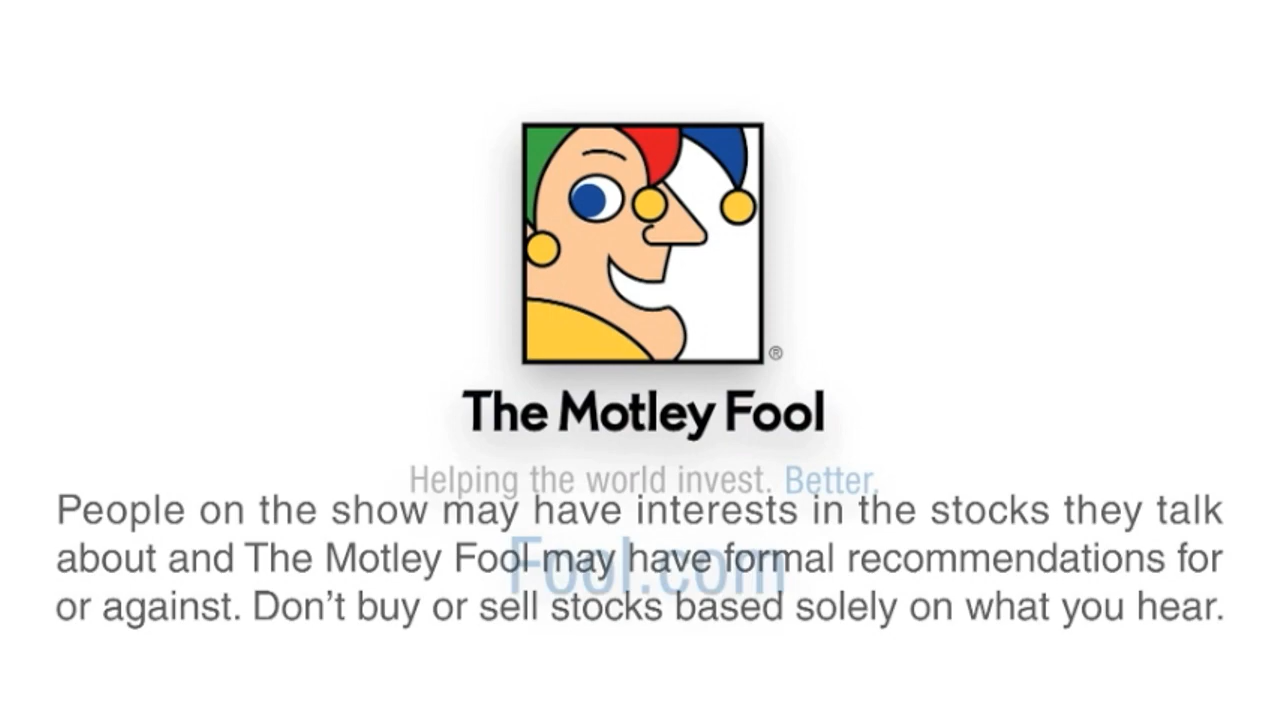 ®
The Motley Fool
Helping the world invest. Better.
People on the show may have interests in the stocks they talk
about and The Motley Fool may have formal recommendations for
Fool.com
or against. Don’t buy or sell stocks based solely on what you hear.